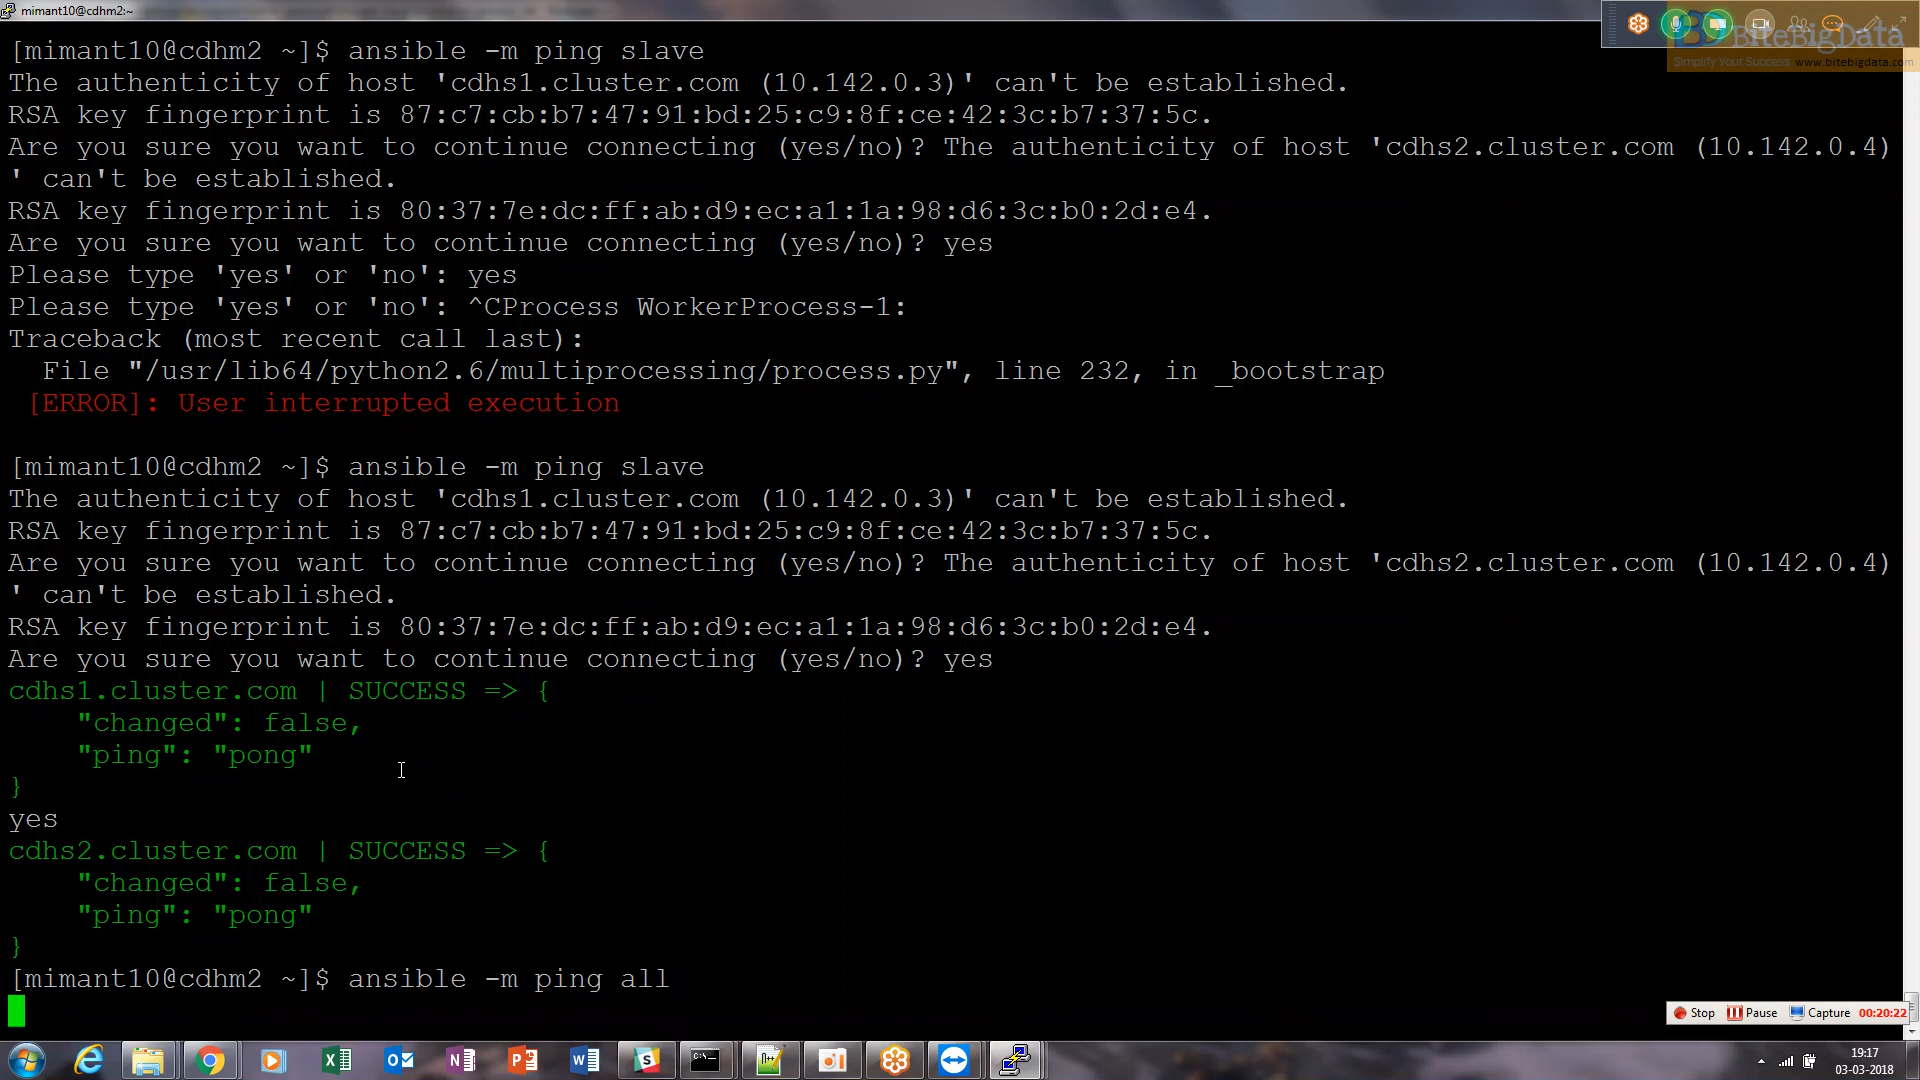 mimant10@cdhm2:~
[mimant10@cdhm2 ~]$ ansible -m ping slave
The authenticity of host 'cdhs1.cluster.com (10.142.0.3)' can't be established.
RSA key fingerprint is 87:c7:cb:b7:47:91:bd:25:c9:8f:ce:42:3c:b7:37:5c.
Are you sure you want to continue connecting (yes/no)? The authenticity of host 'cdhs2.cluster.com (10.142.0.4)
' can't be established.
RSA key fingerprint is 80:37:7e:dc:ff:ab:d9:ec:a1:1a:98:d6:3c:b0:2d:e4.
Are you sure you want to continue connecting (yes/no)? yes
Please type 'yes' or 'no': yes
Please type 'yes' or 'no': ^CProcess WorkerProcess-1:
Traceback (most recent call last):
  File "/usr/lib64/python2.6/multiprocessing/process.py", line 232, in _bootstrap
 [ERROR]: User interrupted execution
[mimant10@cdhm2 ~]$ ansible -m ping slave
The authenticity of host 'cdhs1.cluster.com (10.142.0.3)' can't be established.
RSA key fingerprint is 87:c7:cb:b7:47:91:bd:25:c9:8f:ce:42:3c:b7:37:5c.
Are you sure you want to continue connecting (yes/no)? The authenticity of host 'cdhs2.cluster.com (10.142.0.4)
' can't be established.
RSA key fingerprint is 80:37:7e:dc:ff:ab:d9:ec:a1:1a:98:d6:3c:b0:2d:e4.
Are you sure you want to continue connecting (yes/no)? yes
cdhs1.cluster.com | SUCCESS => {
    "changed": false,
    "ping": "pong"
}
yes
cdhs2.cluster.com | SUCCESS => {
    "changed": false,
    "ping": "pong"
}
[mimant10@cdhm2 ~]$ ansible -m ping all
BiteBigData
Simplify Your Success www.bitebigdata.com
Stop Pause Capture 00:20:22
19:17
03-03-2018